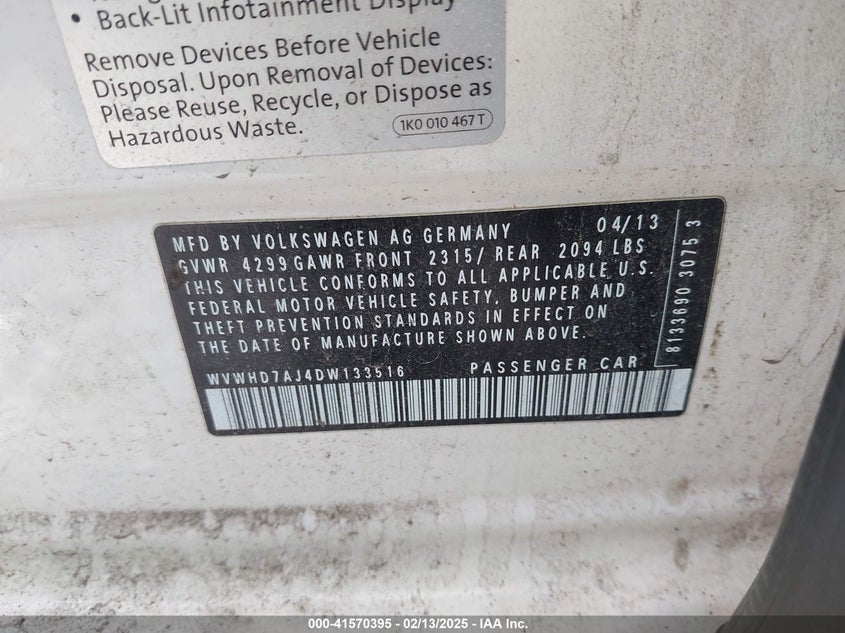 • Back-Lit Infotainment Display
Remove Devices Before Vehicle
Disposal. Upon Removal of Devices:
Please Reuse, Recycle, or Dispose as
Hazardous Waste.
1K0 010 467 T
MFD BY VOLKSWAGEN AG GERMANY 04/13
GVWR 4299 GAWR FRONT 2315/ REAR 2094 LBS
THIS VEHICLE CONFORMS TO ALL APPLICABLE U.S.
FEDERAL MOTOR VEHICLE SAFETY, BUMPER AND
THEFT PREVENTION STANDARDS IN EFFECT ON
THE DATE OF MANUFACTURE SHOWN ABOVE.
WVWHD7AJ4DW133516 PASSENGER CAR
8133690 3075 3
000-41570395 - 02/13/2025 - IAA Inc.